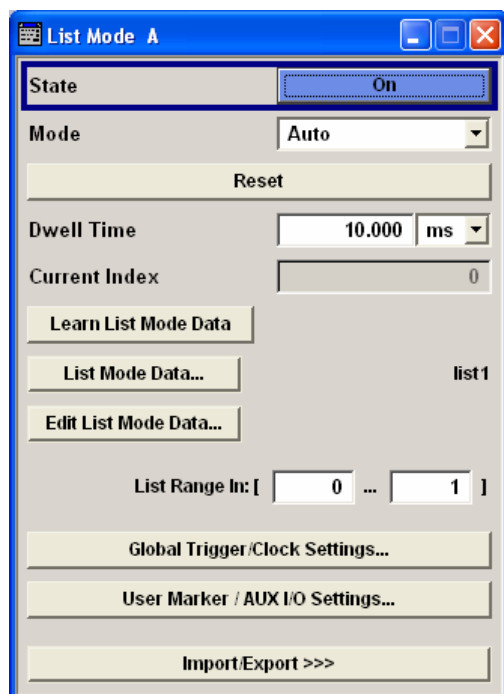 List Mode A
State On
Mode Auto
Reset
Dwell Time 10.000 ms
Current Index 0
Learn List Mode Data
List Mode Data... list1
Edit List Mode Data...
List Range In: [ 0 ... 1 ]
Global Trigger/Clock Settings...
User Marker / AUX I/O Settings...
Import/Export >>>